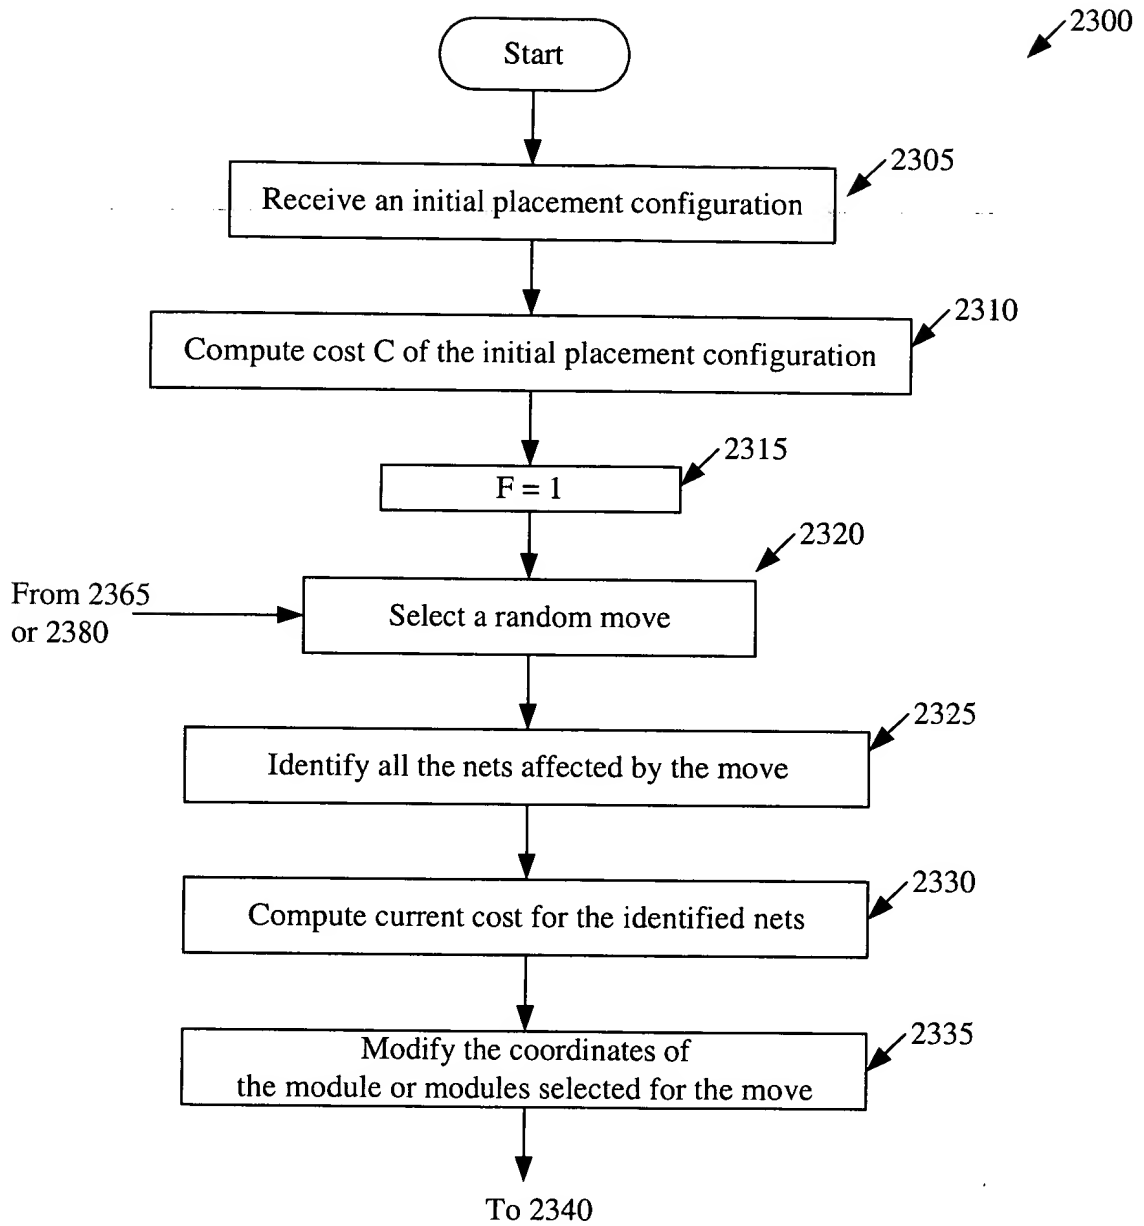 2300
Start
2305
Receive an initial placement configuration
2310
Compute cost C of the initial placement configuration
2315
F = 1
2320
From 2365
or 2380
Select a random move
2325
Identify all the nets affected by the move
2330
Compute current cost for the identified nets
2335
Modify the coordinates of
the module or modules selected for the move
To 2340